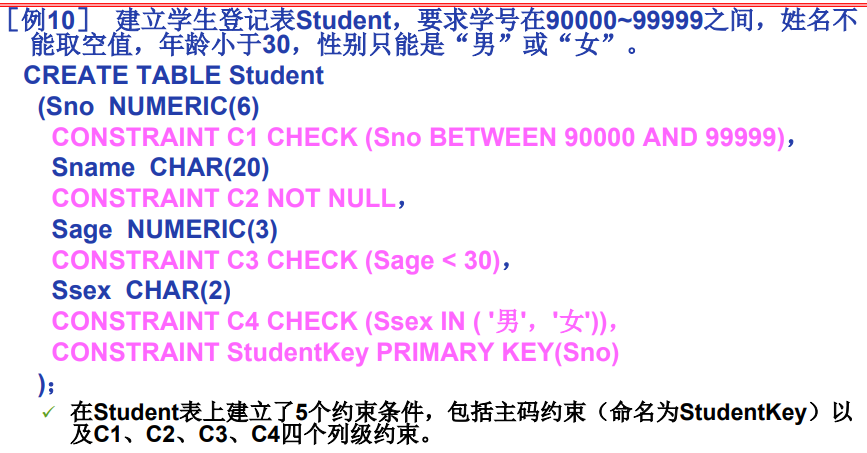 ［例10］ 建立学生登记表Student，要求学号在90000~99999之间，姓名不
能取空值，年龄小于30，性别只能是“男”或“女”。
CREATE TABLE Student
(Sno NUMERIC(6)
CONSTRAINT C1 CHECK (Sno BETWEEN 90000 AND 99999)，
Sname CHAR(20)
CONSTRAINT C2 NOT NULL，
Sage NUMERIC(3)
CONSTRAINT C3 CHECK (Sage < 30)，
Ssex CHAR(2)
CONSTRAINT C4 CHECK (Ssex IN ( '男'，'女'))，
CONSTRAINT StudentKey PRIMARY KEY(Sno)
)；
✓ 在Student表上建立了5个约束条件，包括主码约束（命名为StudentKey）以
及C1、C2、C3、C4四个列级约束。